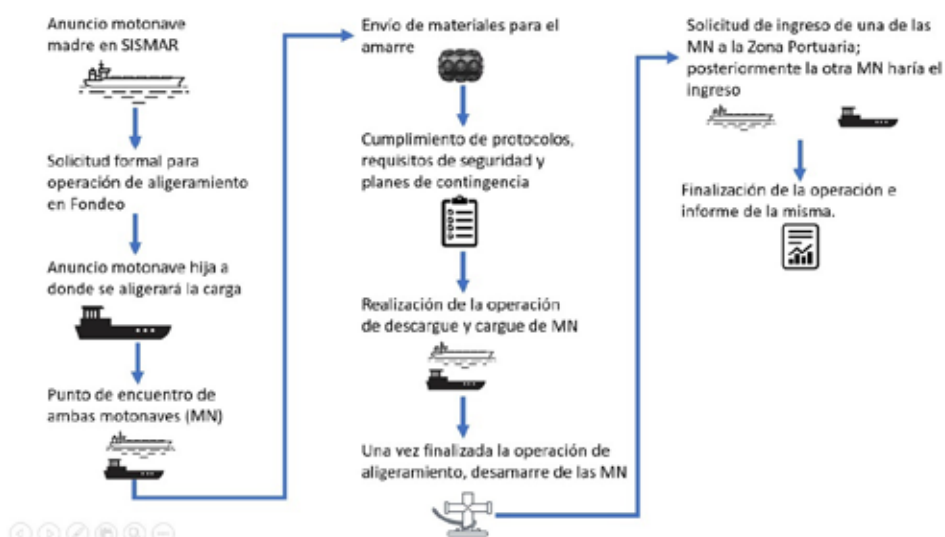 Anuncio motonave
madre en SISMAR
Solicitud formal para
operación de aligeramiento
en Fondeo
Anuncio motonave hija a
donde se aligerará la carga
Punto de encuentro de
ambas motonaves (MN)
Envío de materiales para el
amarre
Cumplimiento de protocolos,
requisitos de seguridad y
planes de contingencia
Realización de la operación
de descargue y cargue de MN
Una vez finalizada la operación de
aligeramiento, desamarre de las MN
Solicitud de ingreso de una de las
MN a la Zona Portuaria;
posteriormente la otra MN haría el
ingreso
Finalización de la operación e
informe de la misma.